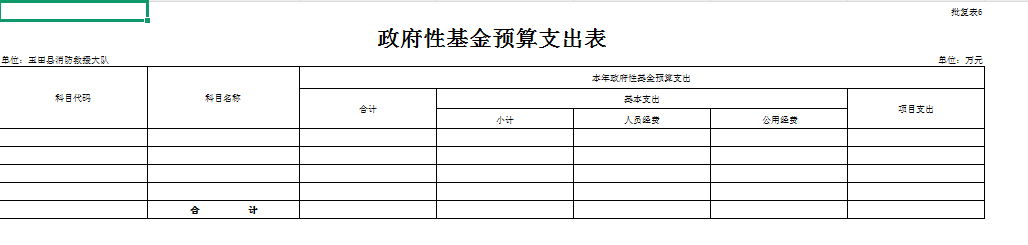 批复表6
政府性基金预算支出表
单位：玉田县消防救援大队 单位：万元
科目代码 科目名称 本年政府性基金预算支出
合计 基本支出 项目支出
小计 人员经费 公用经费
合 计